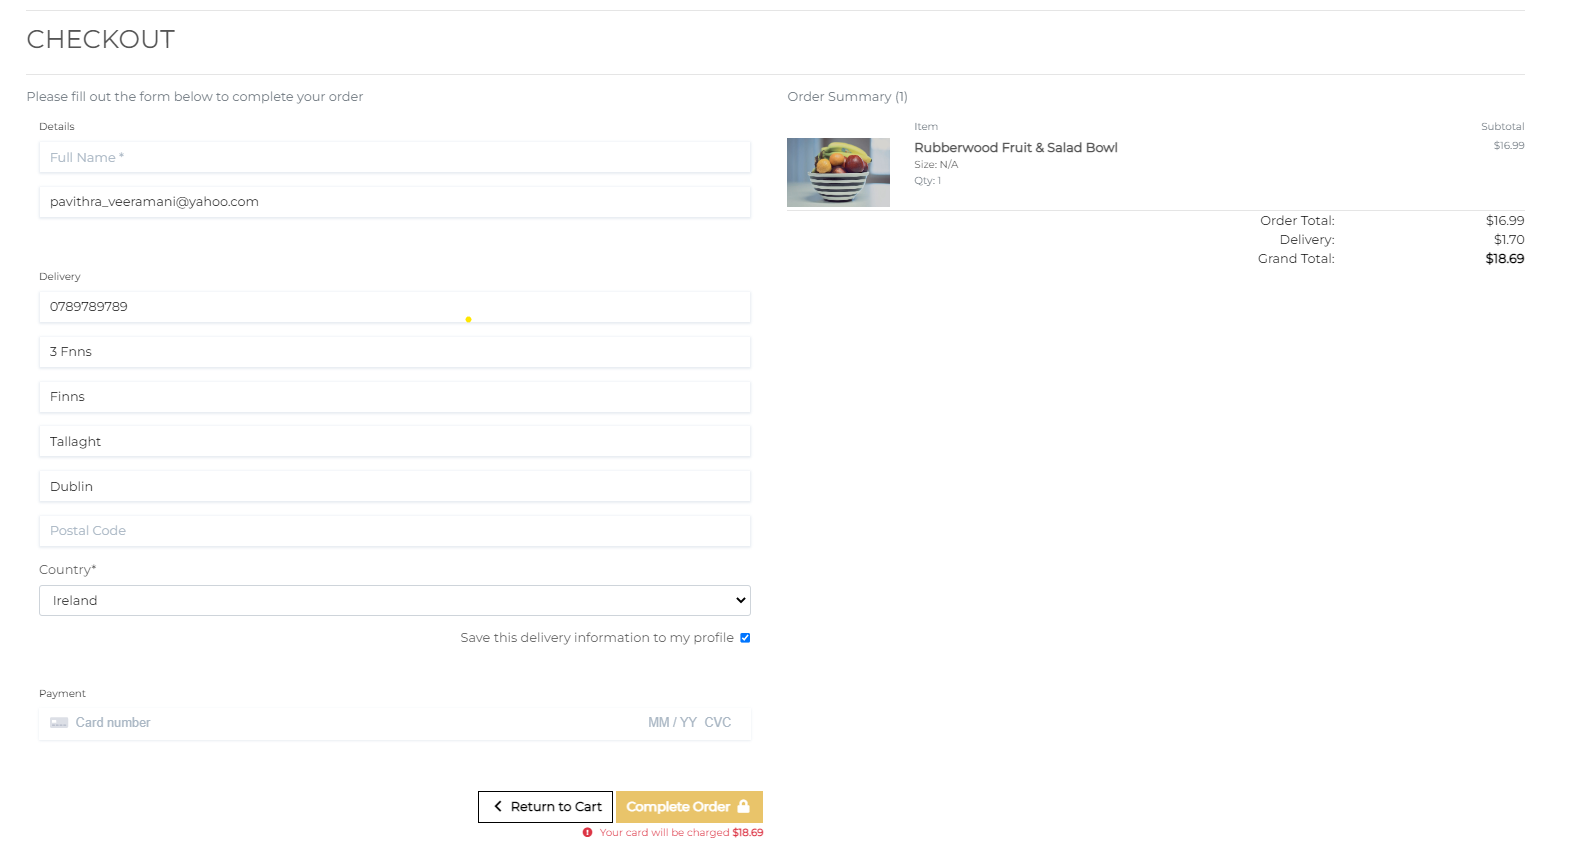 CHECKOUT
Please fill out the form below to complete your order
Details
Full Name *
pavithra_veeramani@yahoo.com
Delivery
0789789789
3 Fnns
Finns
Tallaght
Dublin
Postal Code
Country*
Ireland
Save this delivery information to my profile
Payment
Card number MM / YY CVC
Return to Cart Complete Order
Your card will be charged $18.69
Order Summary (1)
Item Subtotal
Rubberwood Fruit & Salad Bowl $16.99
Size: N/A
Qty: 1
Order Total: $16.99
Delivery: $1.70
Grand Total: $18.69